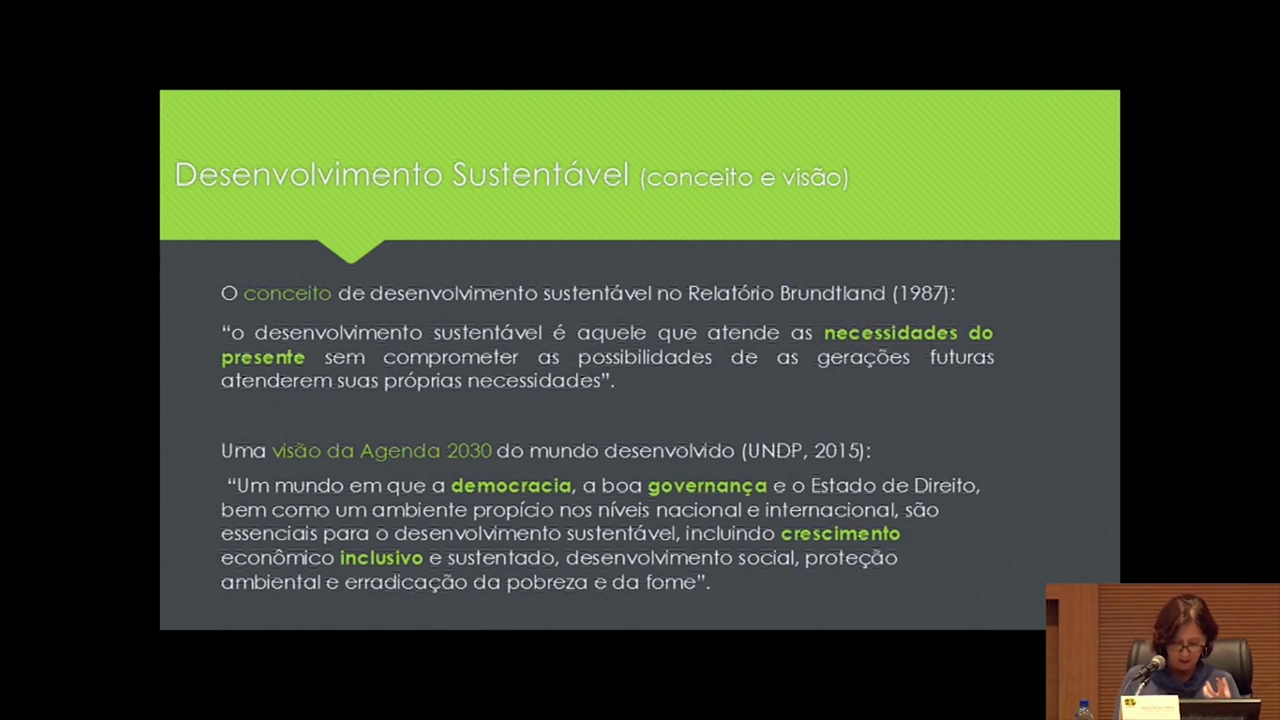 Desenvolvimento Sustentável (conceito e visão)
O conceito de desenvolvimento sustentável no Relatório Brundtland (1987):
“o desenvolvimento sustentável é aquele que atende as necessidades do
presente sem comprometer as possibilidades de as gerações futuras
atenderem suas próprias necessidades”.
Uma visão da Agenda 2030 do mundo desenvolvido (UNDP, 2015):
“Um mundo em que a democracia, a boa governança e o Estado de Direito,
bem como um ambiente propício nos níveis nacional e internacional, são
essenciais para o desenvolvimento sustentável, incluindo crescimento
econômico inclusivo e sustentado, desenvolvimento social, proteção
ambiental e erradicação da pobreza e da fome”.